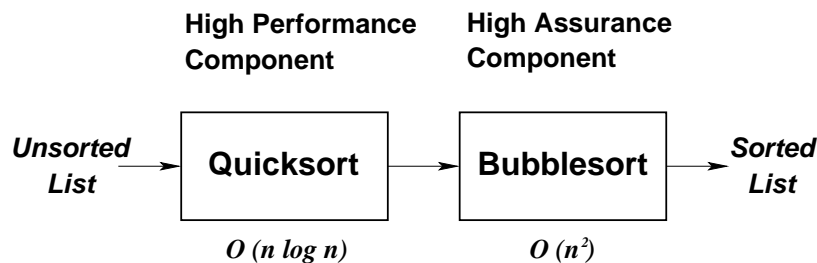 High Performance
Component
High Assurance
Component
Unsorted
List
Quicksort
Bubblesort
Sorted
List
O (n log n)
O (n²)